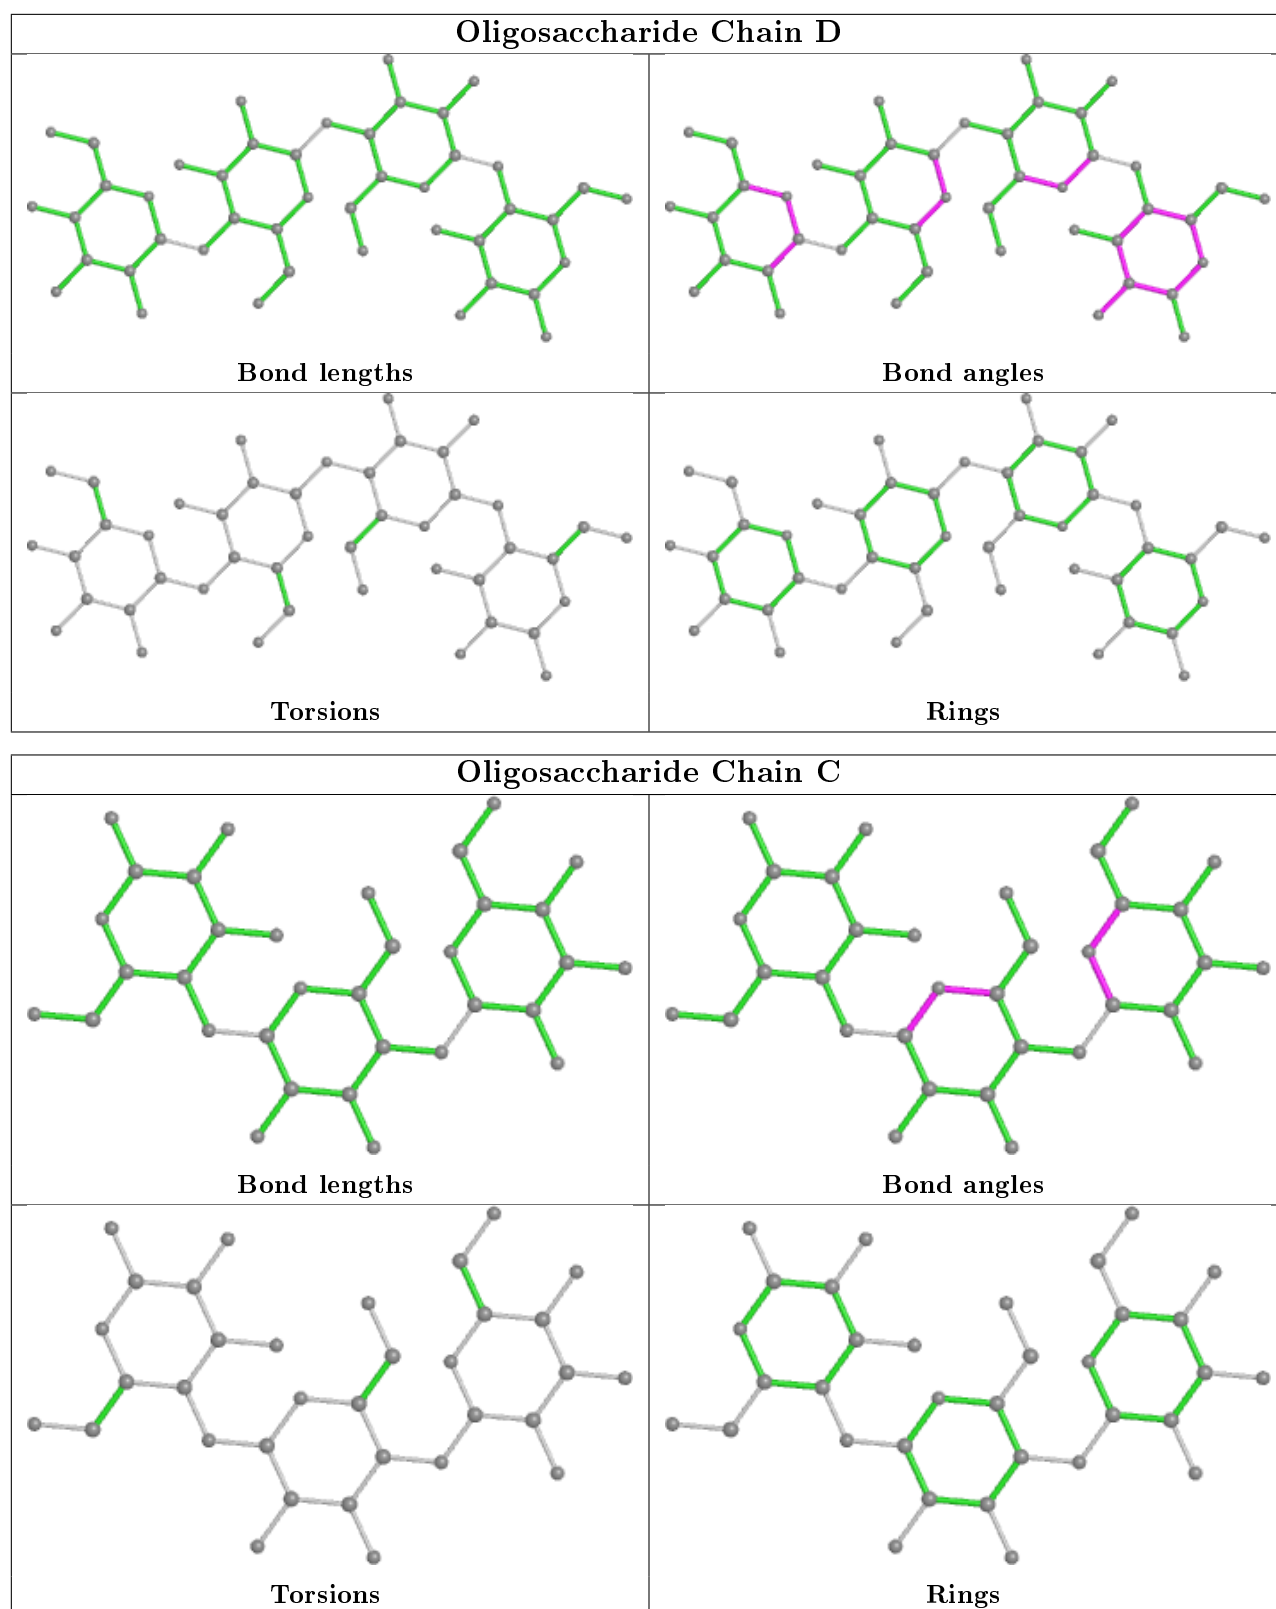 Oligosaccharide Chain D
Bond lengths
Bond angles
Torsions
Rings
Oligosaccharide Chain C
Bond lengths
Bond angles
Torsions
Rings